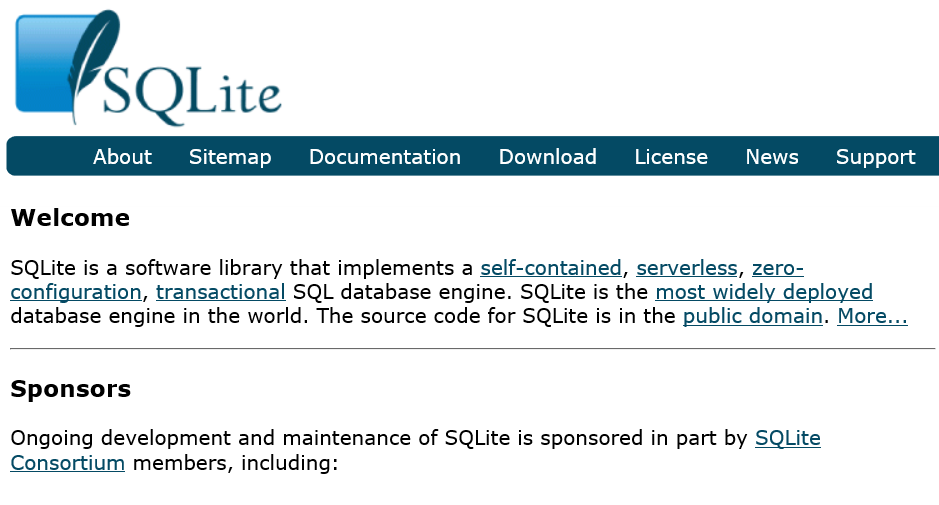 SQLite
About Sitemap Documentation Download License News Support
Welcome
SQLite is a software library that implements a self-contained, serverless, zero-
configuration, transactional SQL database engine. SQLite is the most widely deployed
database engine in the world. The source code for SQLite is in the public domain. More...
Sponsors
Ongoing development and maintenance of SQLite is sponsored in part by SQLite
Consortium members, including: